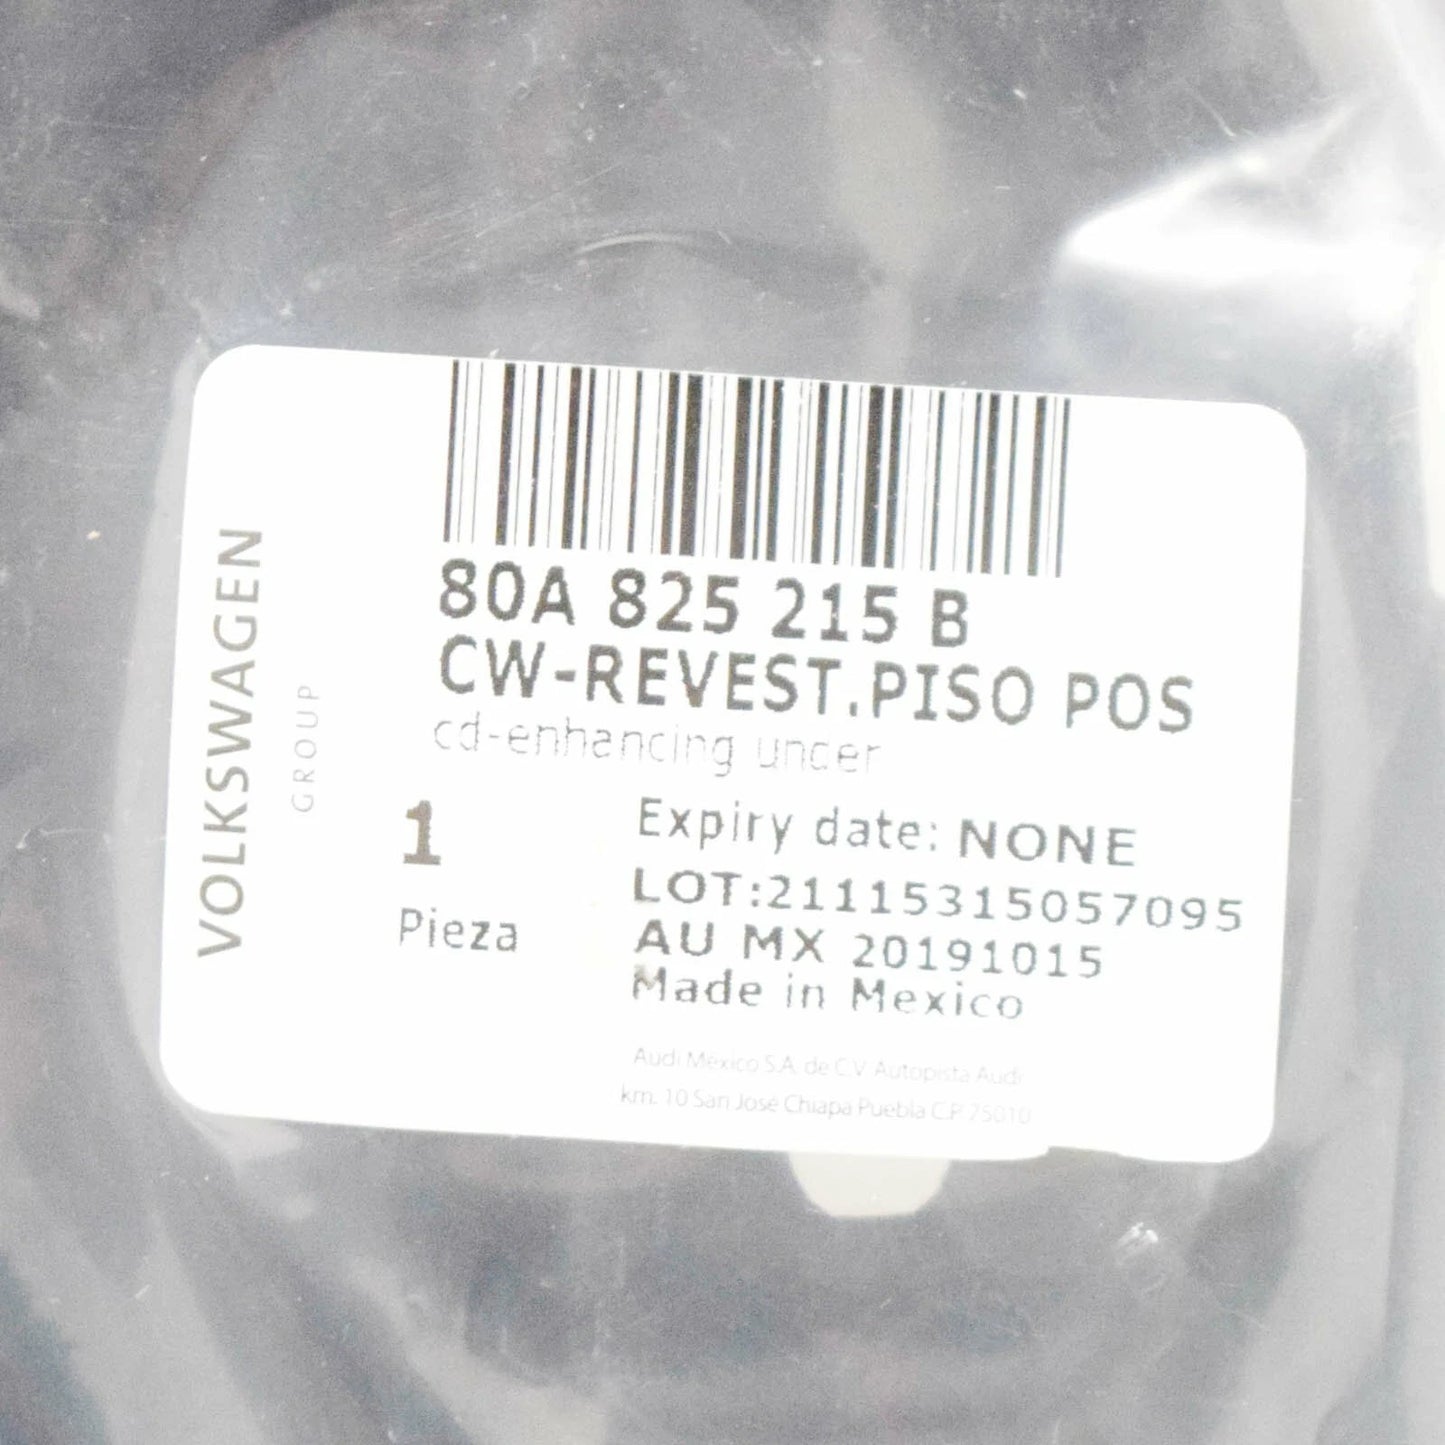 VOLKSWAGEN
GROUP
80A 825 215 B
CW-REVEST.PISO POS
cd-enhancing under
1
Pieza
Expiry date: NONE
LOT:21115315057095
AU MX 20191015
Made in Mexico
Audi México S.A. de C.V Autopista Audi
km. 10 San José Chiapa Puebla C.P. 75010